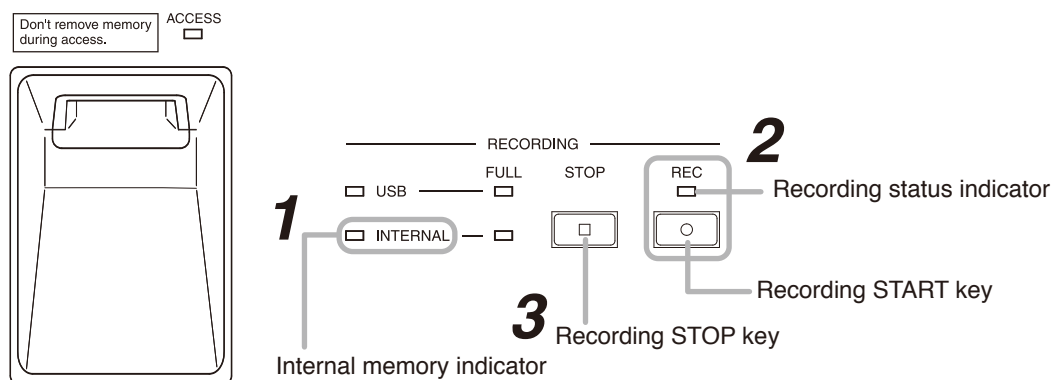 Don't remove memory
during access.
ACCESS
RECORDING
2
FULL
STOP
REC
USB
Recording status indicator
1
INTERNAL
Recording START key
3
Recording STOP key
Internal memory indicator